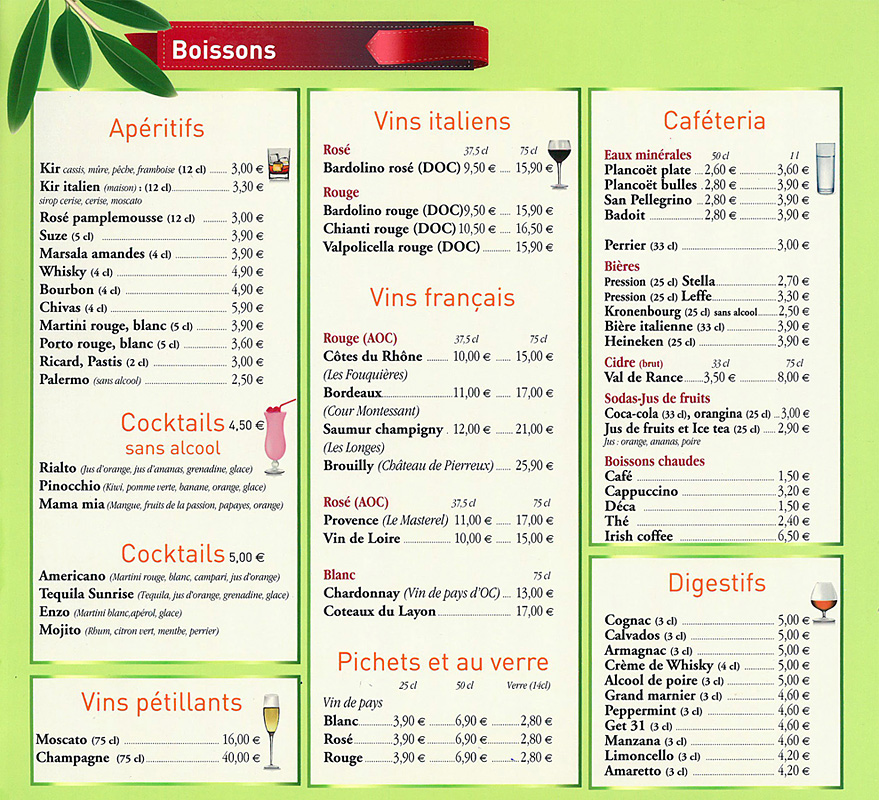 Boissons
Apéritifs
Kir cassis, mûre, pêche, framboise (12 cl) ...... 3,00 €
Kir italien (maison) : (12 cl) ...... 3,30 €
sirop cerise, cerise, moscato
Rosé pamplemousse (12 cl) ...... 3,00 €
Suze (5 cl) ...... 3,90 €
Marsala amandes (4 cl) ...... 3,90 €
Whisky (4 cl) ...... 4,90 €
Bourbon (4 cl) ...... 4,90 €
Chivas (4 cl) ...... 5,90 €
Martini rouge, blanc (5 cl) ...... 3,90 €
Porto rouge, blanc (5 cl) ...... 3,60 €
Ricard, Pastis (2 cl) ...... 3,00 €
Palermo (sans alcool) ...... 2,50 €
Cocktails 4,50 €
sans alcool
Rialto (Jus d'orange, jus d'ananas, grenadine, glace)
Pinocchio (Kiwi, pomme verte, banane, orange, glace)
Mama mia (Mangue, fruits de la passion, papayes, orange)
Cocktails 5,00 €
Americano (Martini rouge, blanc, campari, jus d'orange)
Tequila Sunrise (Tequila, jus d'orange, grenadine, glace)
Enzo (Martini blanc,apérol, glace)
Mojito (Rhum, citron vert, menthe, perrier)
Vins pétillants
Moscato (75 cl) ...... 16,00 €
Champagne (75 cl) ...... 40,00 €
Vins italiens
Rosé 37,5 cl 75 cl
Bardolino rosé (DOC) 9,50 € ..... 15,90 €
Rouge
Bardolino rouge (DOC)9,50 € ..... 15,90 €
Chianti rouge (DOC) 10,50 € ..... 16,50 €
Valpolicella rouge (DOC) ...... 15,90 €
Vins français
Rouge (AOC) 37,5 cl 75 cl
Côtes du Rhône ...... 10,00 € ...... 15,00 €
(Les Fouquières)
Bordeaux ...... 11,00 € ...... 17,00 €
(Cour Montessant)
Saumur champigny . 12,00 € ...... 21,00 €
(Les Longes)
Brouilly (Château de Pierreux) ..... 25,90 €
Rosé (AOC) 37,5 cl 75 cl
Provence (Le Masterel) 11,00 € ..... 17,00 €
Vin de Loire ...... 10,00 € ..... 15,00 €
Blanc 75 cl
Chardonnay (Vin de pays d'OC) ... 13,00 €
Coteaux du Layon ...... 17,00 €
Pichets et au verre
25 cl 50 cl Verre (14cl)
Vin de pays
Blanc ...... 3,90 € ...... 6,90 € ...... 2,80 €
Rosé ...... 3,90 € ...... 6,90 € ...... 2,80 €
Rouge ...... 3,90 € ...... 6,90 € ...... 2,80 €
Caféteria
Eaux minérales 50 cl 1 l
Plancoët plate ... 2,60 € ...... 3,60 €
Plancoët bulles . 2,80 € ...... 3,90 €
San Pellegrino .. 2,80 € ...... 3,90 €
Badoit ...... 2,80 € ...... 3,90 €
Perrier (33 cl) ...... 3,00 €
Bières
Pression (25 cl) Stella ...... 2,70 €
Pression (25 cl) Leffe ...... 3,30 €
Kronenbourg (25 cl) sans alcool ...... 2,50 €
Bière italienne (33 cl) ...... 3,90 €
Heineken (25 cl) ...... 3,90 €
Cidre (brut) 33 cl 75 cl
Val de Rance ...... 3,50 € ...... 8,00 €
Sodas-Jus de fruits
Coca-cola (33 cl), orangina (25 cl) ... 3,00 €
Jus de fruits et Ice tea (25 cl) ..... 2,90 €
Jus : orange, ananas, poire
Boissons chaudes
Café ...... 1,50 €
Cappuccino ...... 3,20 €
Déca ...... 1,50 €
Thé ...... 2,40 €
Irish coffee ...... 6,50 €
Digestifs
Cognac (3 cl) ...... 5,00 €
Calvados (3 cl) ...... 5,00 €
Armagnac (3 cl) ...... 5,00 €
Crème de Whisky (4 cl) ...... 5,00 €
Alcool de poire (3 cl) ...... 5,00 €
Grand marnier (3 cl) ...... 4,60 €
Peppermint (3 cl) ...... 4,60 €
Get 31 (3 cl) ...... 4,60 €
Manzana (3 cl) ...... 4,60 €
Limoncello (3 cl) ...... 4,20 €
Amaretto (3 cl) ...... 4,20 €